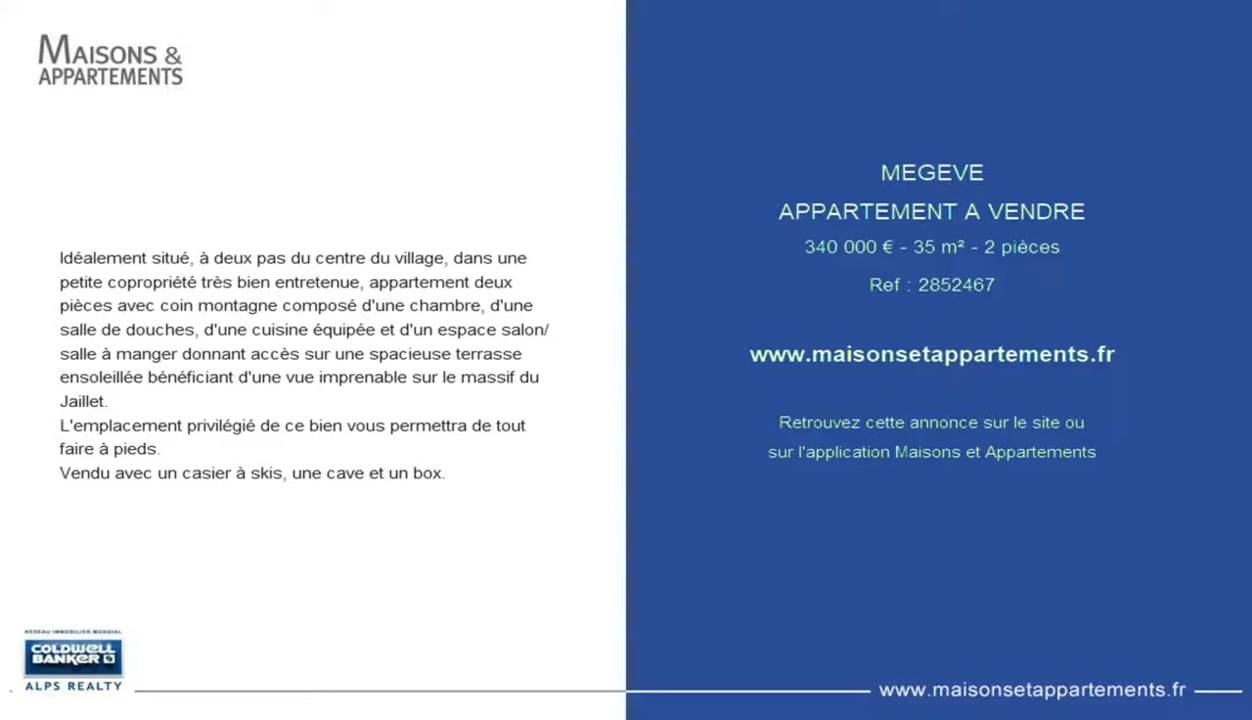 MAISONS &
APPARTEMENTS
Idéalement situé, à deux pas du centre du village, dans une
petite copropriété très bien entretenue, appartement deux
pièces avec coin montagne composé d'une chambre, d'une
salle de douches, d'une cuisine équipée et d'un espace salon/
salle à manger donnant accès sur une spacieuse terrasse
ensoleillée bénéficiant d'une vue imprenable sur le massif du
Jaillet.
L'emplacement privilégié de ce bien vous permettra de tout
faire à pieds.
Vendu avec un casier à skis, une cave et un box.
RESEAU IMMOBILIER MONDIAL
COLDWELL
BANKER
ALPS REALTY
MEGEVE
APPARTEMENT A VENDRE
340 000 € - 35 m² - 2 pièces
Ref : 2852467
www.maisonsetappartements.fr
Retrouvez cette annonce sur le site ou
sur l'application Maisons et Appartements
www.maisonsetappartements.fr